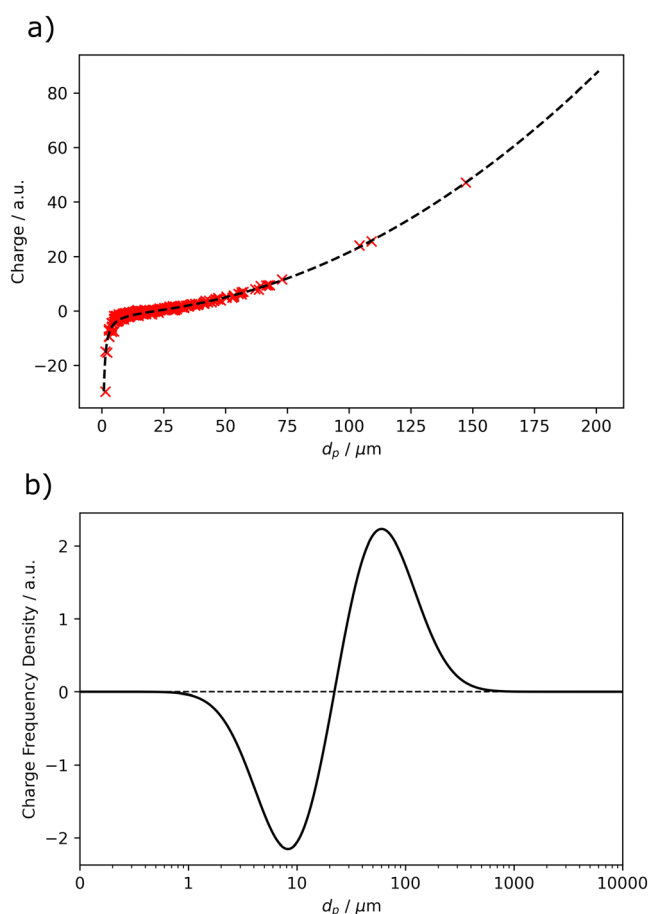 a)
80
60
40
20
0
−20
Charge / a.u.
0 25 50 75 100 125 150 175 200
d_p / μm
b)
2
1
0
−1
−2
Charge Frequency Density / a.u.
0 1 10 100 1000 10000
d_p / μm